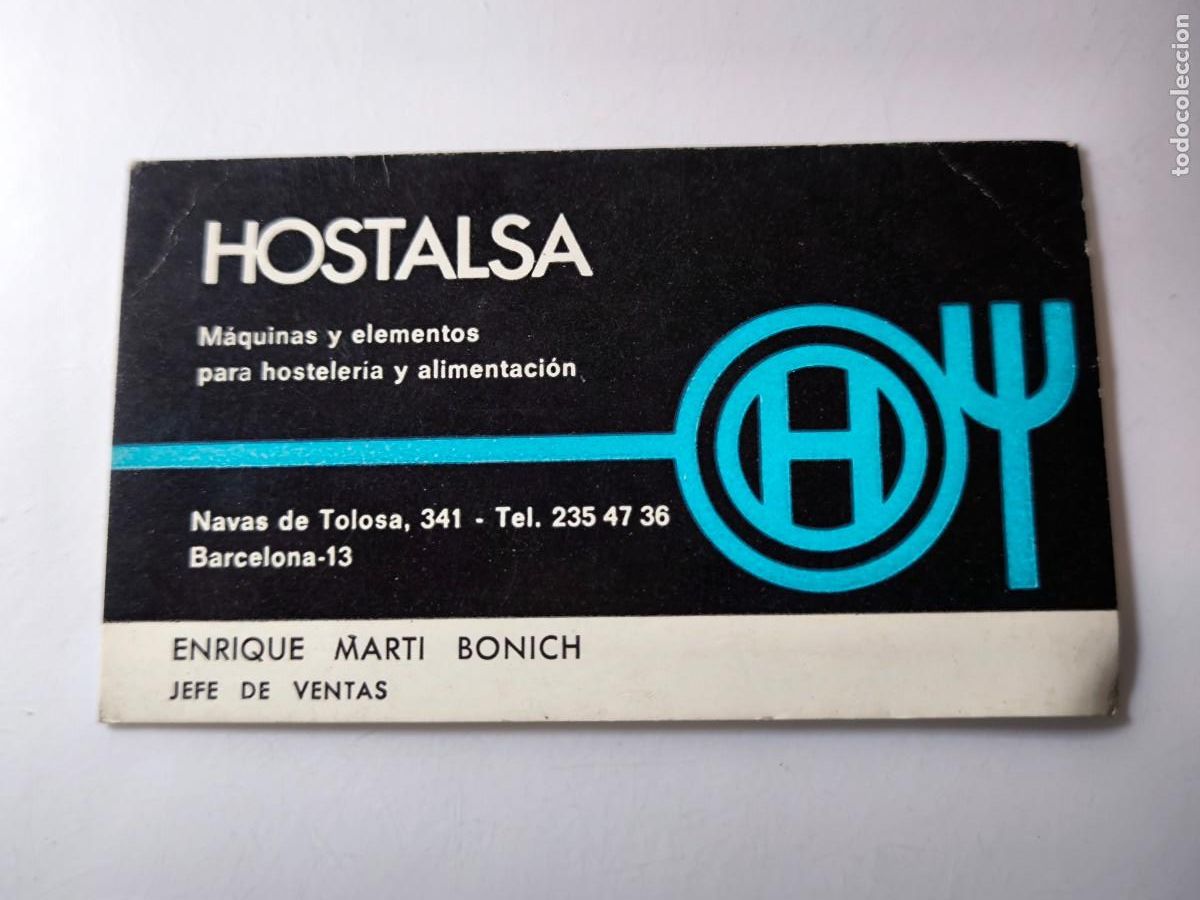 HOSTALSA
Máquinas y elementos
para hostelería y alimentación
H
Navas de Tolosa, 341 - Tel. 235 47 36
Barcelona-13
ENRIQUE MARTI BONICH
JEFE DE VENTAS
todocoleccion